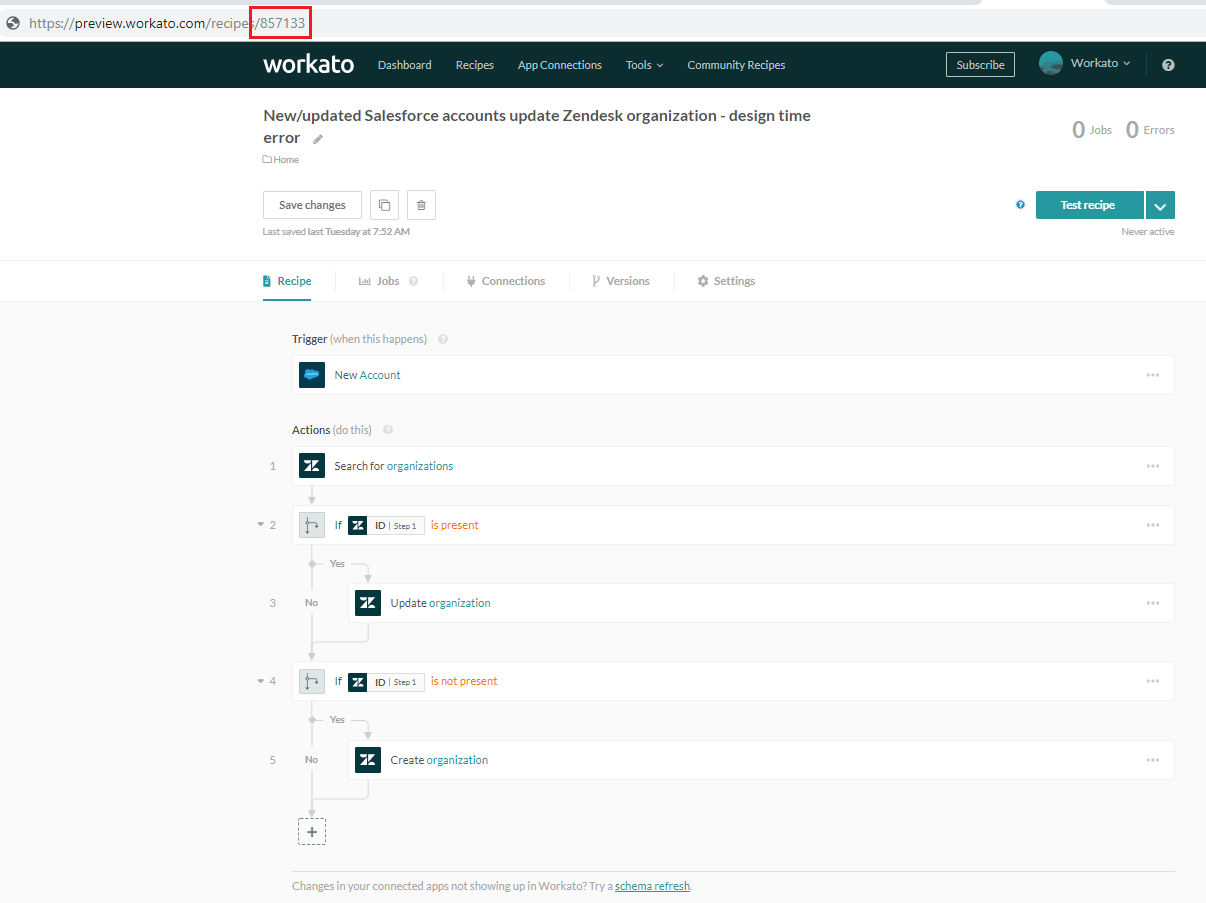 https://preview.workato.com/recipes/857133
workato Dashboard Recipes App Connections Tools Community Recipes Subscribe Workato ?
New/updated Salesforce accounts update Zendesk organization - design time
error
0 Jobs 0 Errors
Home
Save changes ? Test recipe
Last saved last Tuesday at 7:52 AM Never active
Recipe Jobs ? Connections Versions Settings
Trigger (when this happens) ?
New Account
Actions (do this) ?
1 Search for organizations
2 If ID | Step 1 is present
Yes
3 No Update organization
4 If ID | Step 1 is not present
Yes
5 No Create organization
+
Changes in your connected apps not showing up in Workato? Try a schema refresh.